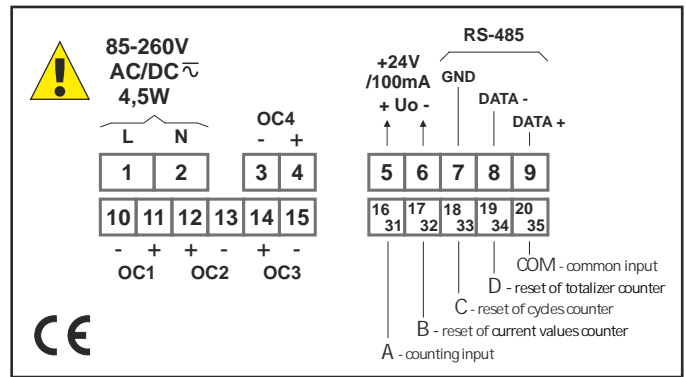 85-260V
AC/DC
4,5W
L N
OC4
- +
1 2 3 4
10 11 12 13 14 15
- + + - + -
OC1 OC2 OC3
CE
RS-485
+24V
/100mA
+ Uo -
GND
DATA -
DATA +
5 6 7 8 9
16 17 18 19 20
31 32 33 34 35
COM - common input
D - reset of totalizer counter
C - reset of cycles counter
B - reset of current values counter
A - counting input